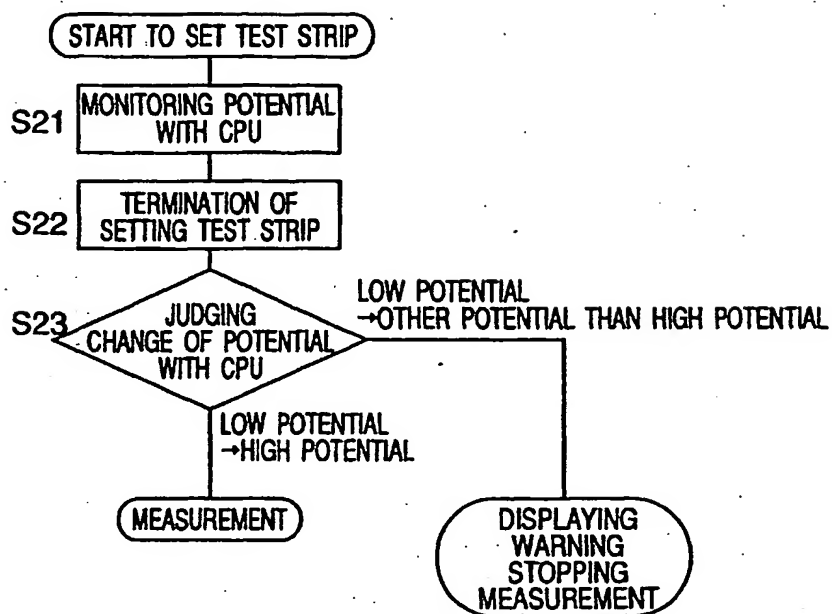 START TO SET TEST STRIP
S21
MONITORING POTENTIAL
WITH CPU
S22
TERMINATION OF
SETTING TEST STRIP
S23
JUDGING
CHANGE OF POTENTIAL
WITH CPU
LOW POTENTIAL
→OTHER POTENTIAL THAN HIGH POTENTIAL
LOW POTENTIAL
→HIGH POTENTIAL
MEASUREMENT
DISPLAYING
WARNING
STOPPING
MEASUREMENT